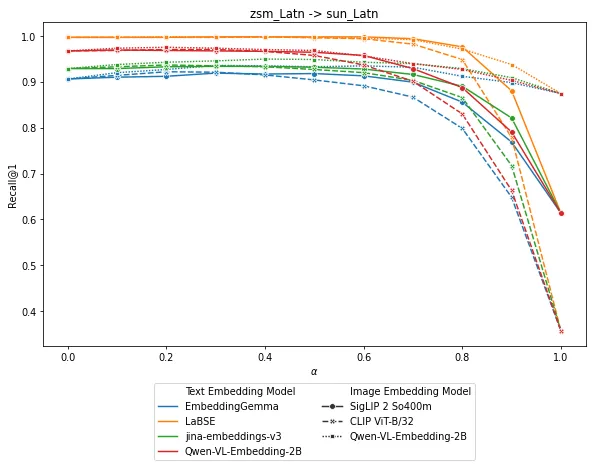 zsm_Latn -> sun_Latn
1.0
0.9
0.8
0.7
0.6
0.5
0.4
Recall@1
0.0 0.2 0.4 0.6 0.8 1.0
α
Text Embedding Model Image Embedding Model
EmbeddingGemma SigLIP 2 So400m
LaBSE CLIP ViT-B/32
jina-embeddings-v3 Qwen-VL-Embedding-2B
Qwen-VL-Embedding-2B